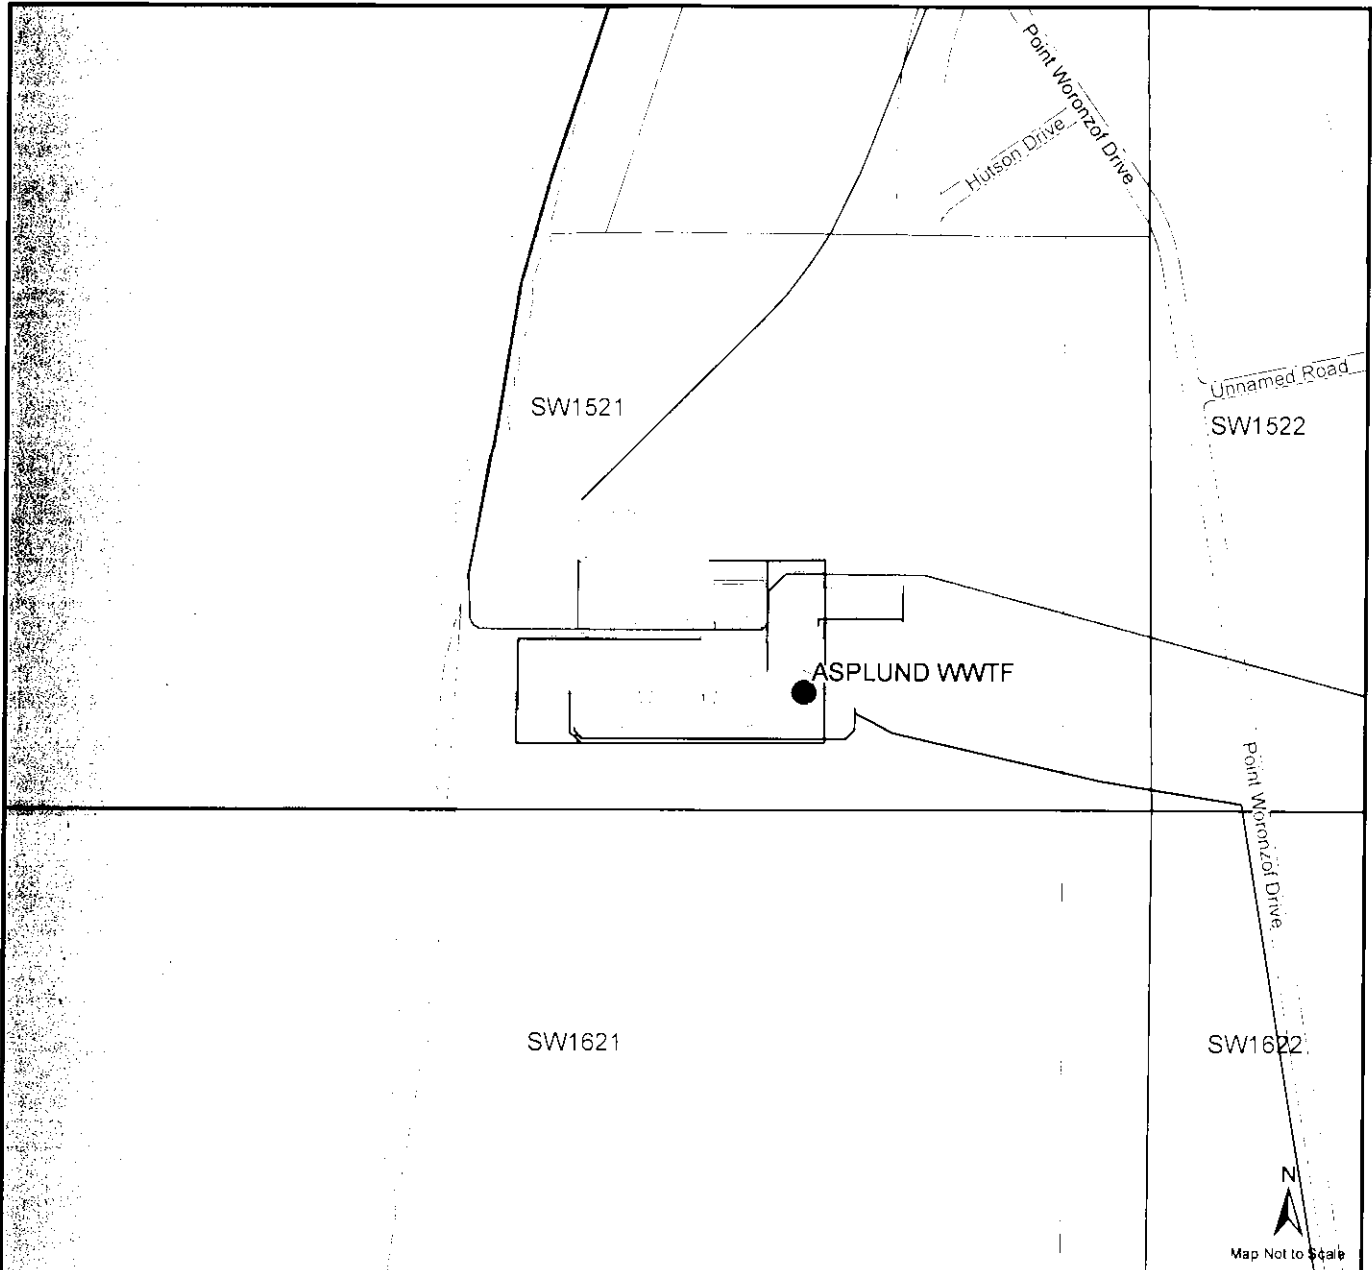 Point Woronzof Drive
Hutson Drive
Unnamed Road
SW1521
SW1522
ASPLUND WWTF
Point Woronzof Drive
SW1621
SW1622
N
Map Not to Scale